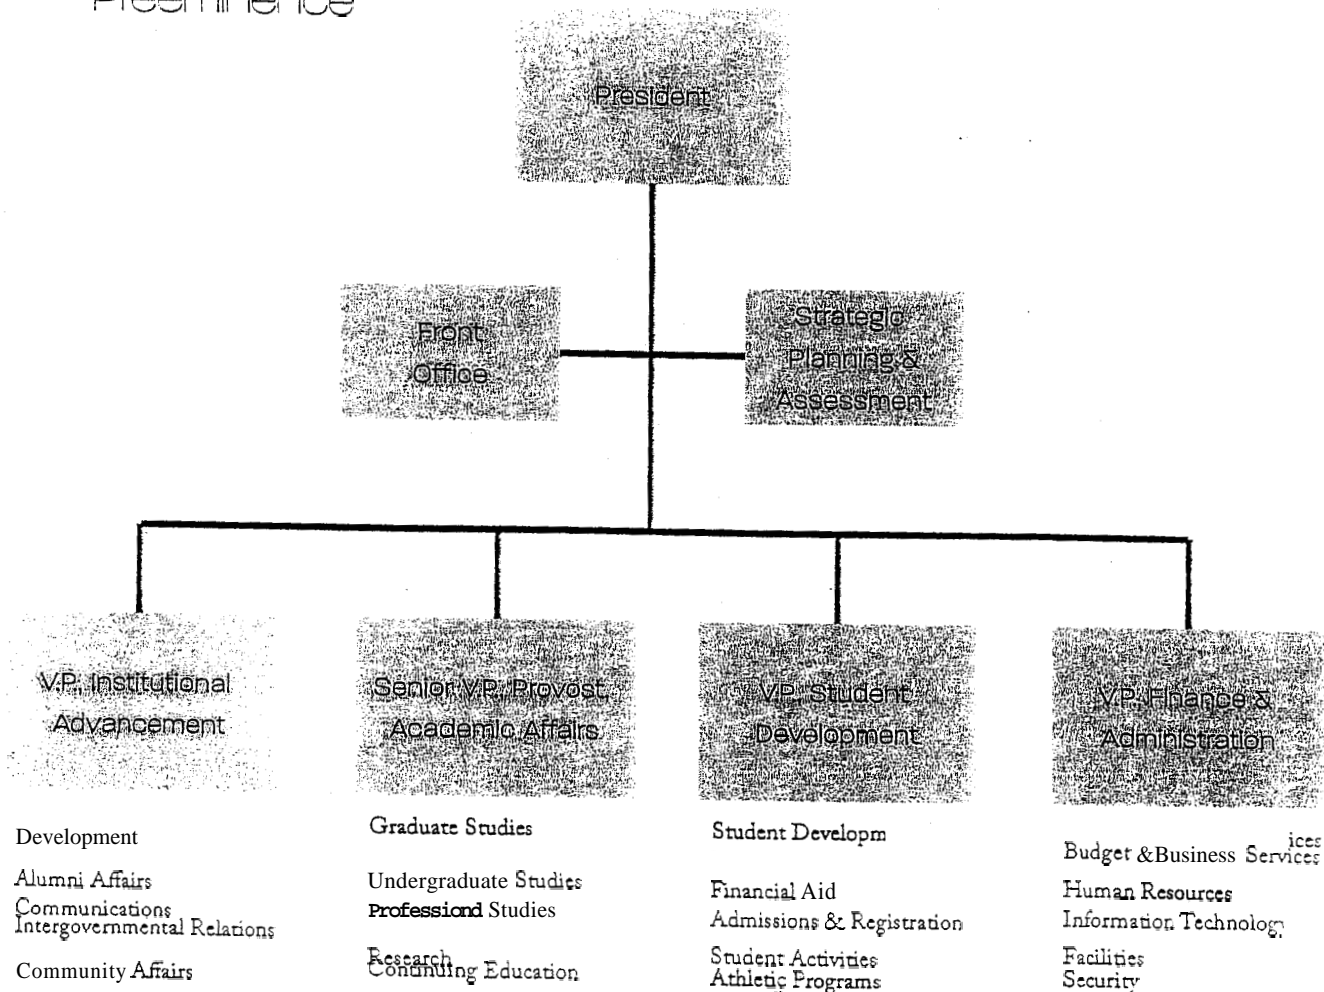 Preeminence
President
Front
Office
Strategic
Planning &
Assessment
V.P., Institutional
Advancement
Senior V.P., Provost,
Academic Affairs
V.P., Student
Development
V.P. Finance &
Administration
Development
Alumni Affairs
Communications
Intergovernmental Relations
Community Affairs
Graduate Studies
Undergraduate Studies
Professiond Studies
Research
Continuing Education
Student Developm
Financial Aid
Admissions & Registration
Student Activities
Athletic Programs
ices
Budget &Business Services
Human Resources
Information Technology
Facilities
Security